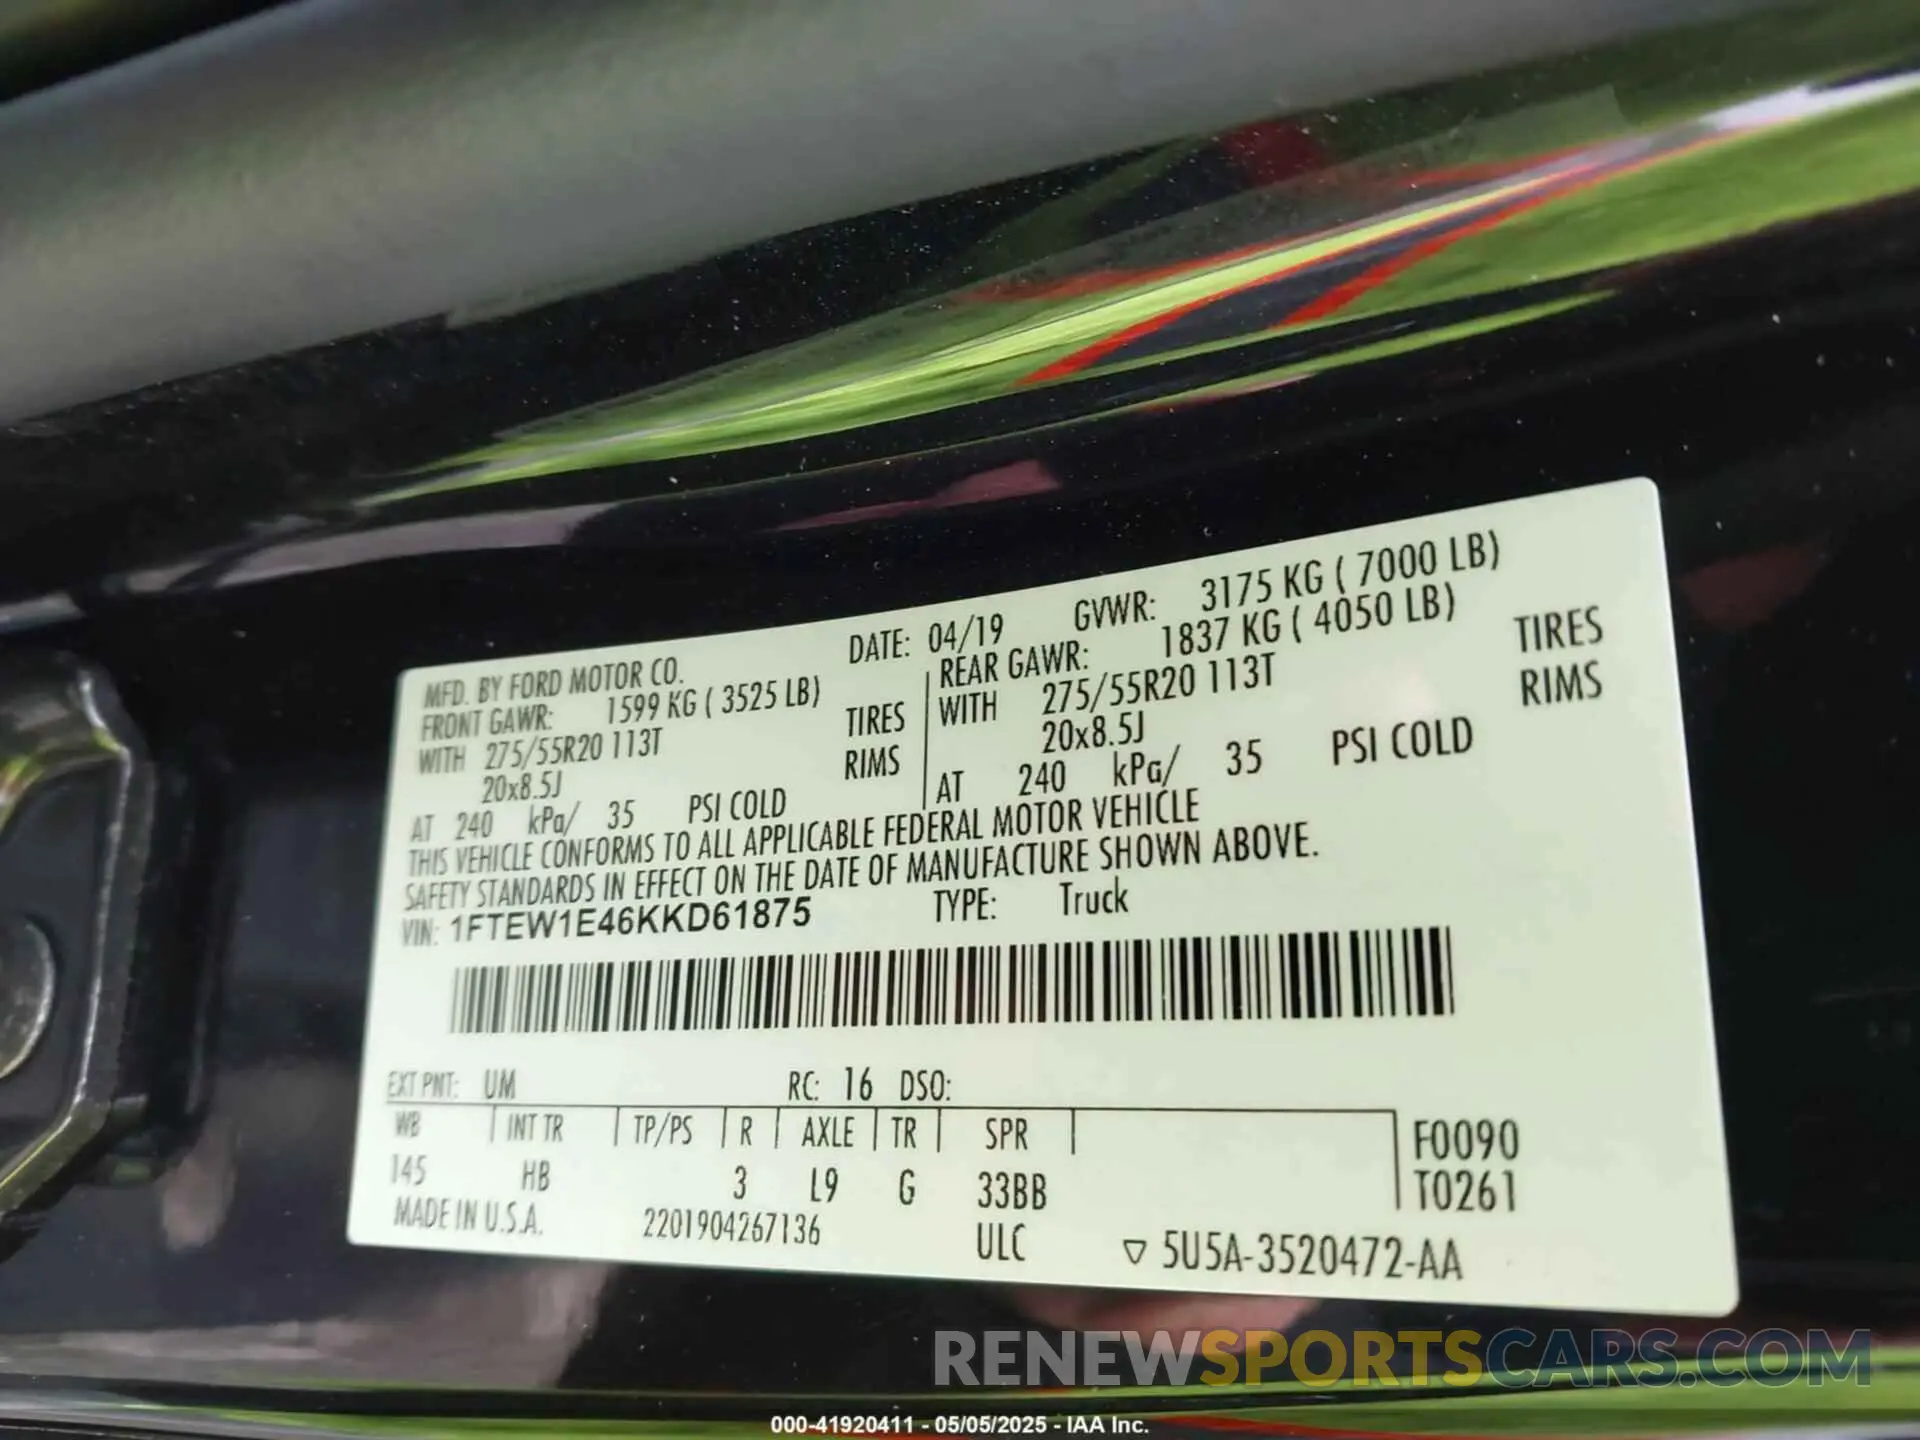 MFD. BY FORD MOTOR CO. DATE: 04/19 GVWR: 3175 KG ( 7000 LB)
FRONT GAWR: 1599 KG ( 3525 LB) REAR GAWR: 1837 KG ( 4050 LB)
WITH 275/55R20 113T TIRES WITH 275/55R20 113T TIRES
20x8.5J RIMS 20x8.5J RIMS
AT 240 kPa/ 35 PSI COLD AT 240 kPa/ 35 PSI COLD
THIS VEHICLE CONFORMS TO ALL APPLICABLE FEDERAL MOTOR VEHICLE
SAFETY STANDARDS IN EFFECT ON THE DATE OF MANUFACTURE SHOWN ABOVE.
VIN: 1FTEW1E46KKD61875 TYPE: Truck
EXT PNT: UM RC: 16 DSO:
WB INT TR TP/PS R AXLE TR SPR F0090
145 HB 3 L9 G 33BB T0261
MADE IN U.S.A. 2201904267136 ULC ▽ 5U5A-3520472-AA
RENEWSPORTSCARS.COM
000-41920411 - 05/05/2025 - IAA Inc.